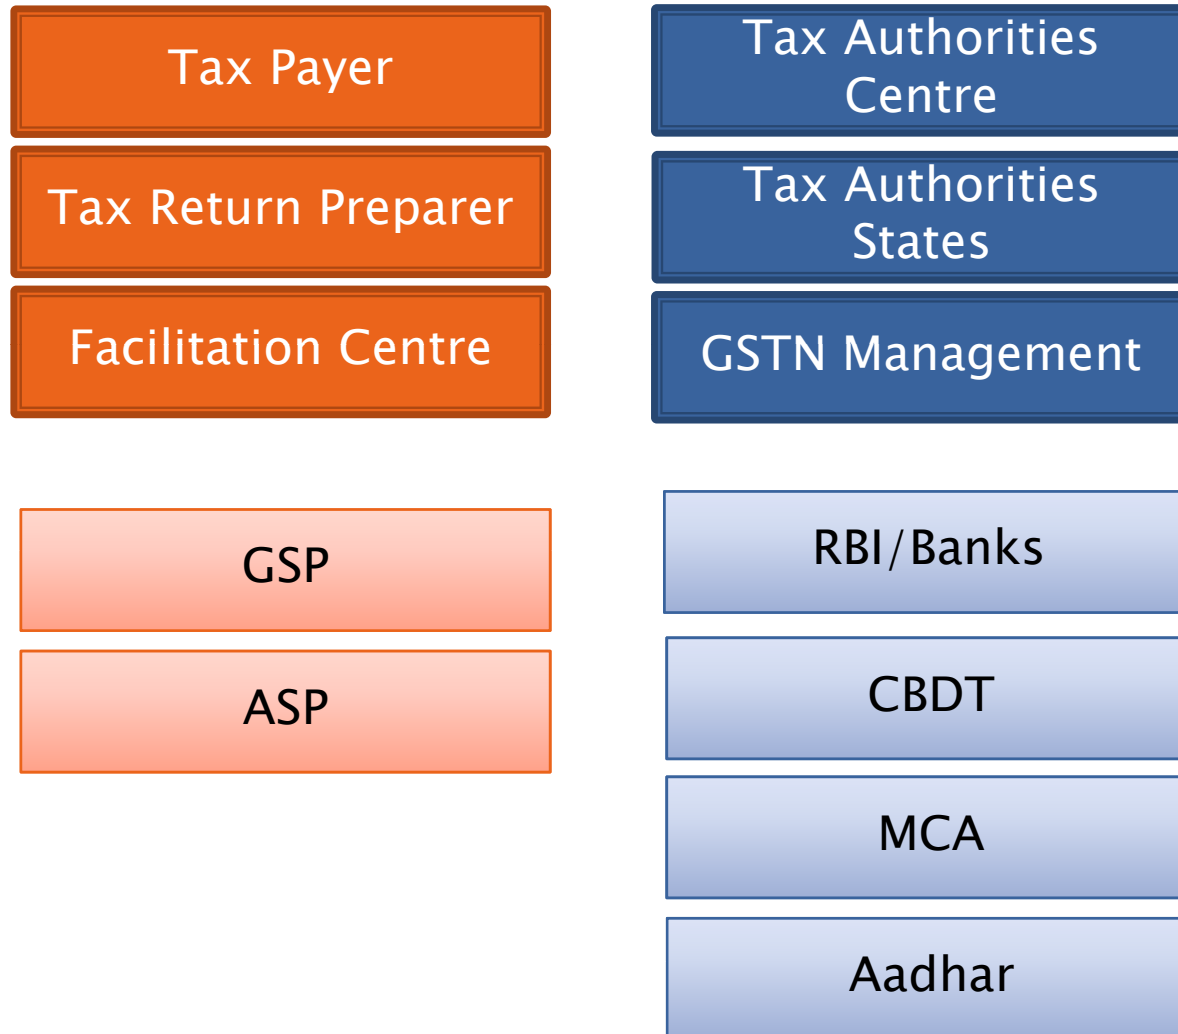 Tax Payer
Tax Return Preparer
Facilitation Centre
GSP
ASP
Tax Authorities
Centre
Tax Authorities
States
GSTN Management
RBI/Banks
CBDT
MCA
Aadhar